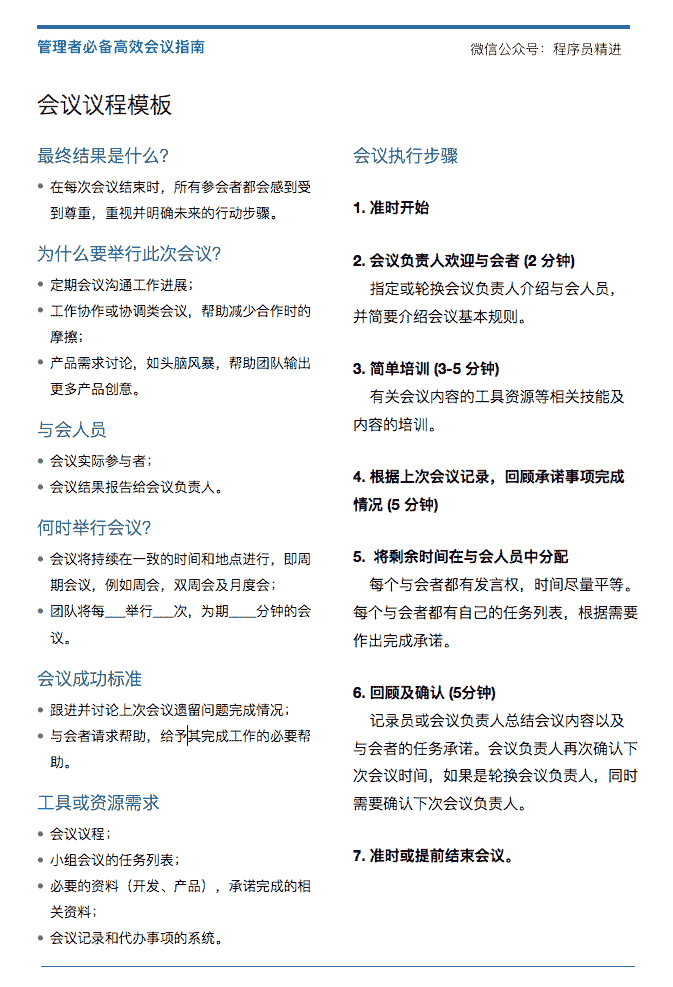 管理者必备高效会议指南
微信公众号：程序员精进
会议议程模板
最终结果是什么？
• 在每次会议结束时，所有参会者都会感到受
到尊重，重视并明确未来的行动步骤。
为什么要举行此次会议？
• 定期会议沟通工作进展；
• 工作协作或协调类会议，帮助减少合作时的
摩擦；
• 产品需求讨论，如头脑风暴，帮助团队输出
更多产品创意。
与会人员
• 会议实际参与者；
• 会议结果报告给会议负责人。
何时举行会议？
• 会议将持续在一致的时间和地点进行，即周
期会议，例如周会，双周会及月度会；
• 团队将每___举行___次，为期____分钟的会
议。
会议成功标准
• 跟进并讨论上次会议遗留问题完成情况；
• 与会者请求帮助，给予其完成工作的必要帮
助。
工具或资源需求
• 会议议程；
• 小组会议的任务列表；
• 必要的资料（开发、产品），承诺完成的相
关资料；
• 会议记录和代办事项的系统。
会议执行步骤
1. 准时开始
2. 会议负责人欢迎与会者 (2 分钟)
指定或轮换会议负责人介绍与会人员，
并简要介绍会议基本规则。
3. 简单培训 (3-5 分钟)
有关会议内容的工具资源等相关技能及
内容的培训。
4. 根据上次会议记录，回顾承诺事项完成
情况 (5 分钟)
5. 将剩余时间在与会人员中分配
每个与会者都有发言权，时间尽量平等。
每个与会者都有自己的任务列表，根据需要
作出完成承诺。
6. 回顾及确认 (5分钟)
记录员或会议负责人总结会议内容以及
与会者的任务承诺。会议负责人再次确认下
次会议时间，如果是轮换会议负责人，同时
需要确认下次会议负责人。
7. 准时或提前结束会议。